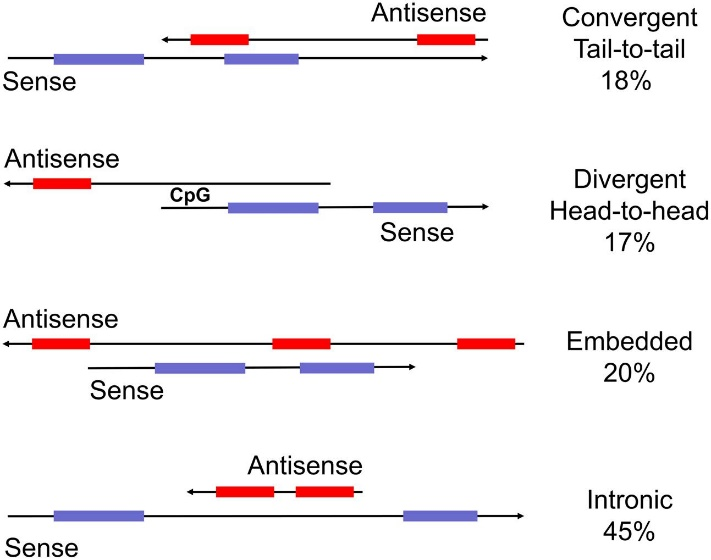 Antisense
Sense
Convergent
Tail-to-tail
18%
Antisense
CpG
Sense
Divergent
Head-to-head
17%
Antisense
Sense
Embedded
20%
Antisense
Sense
Intronic
45%